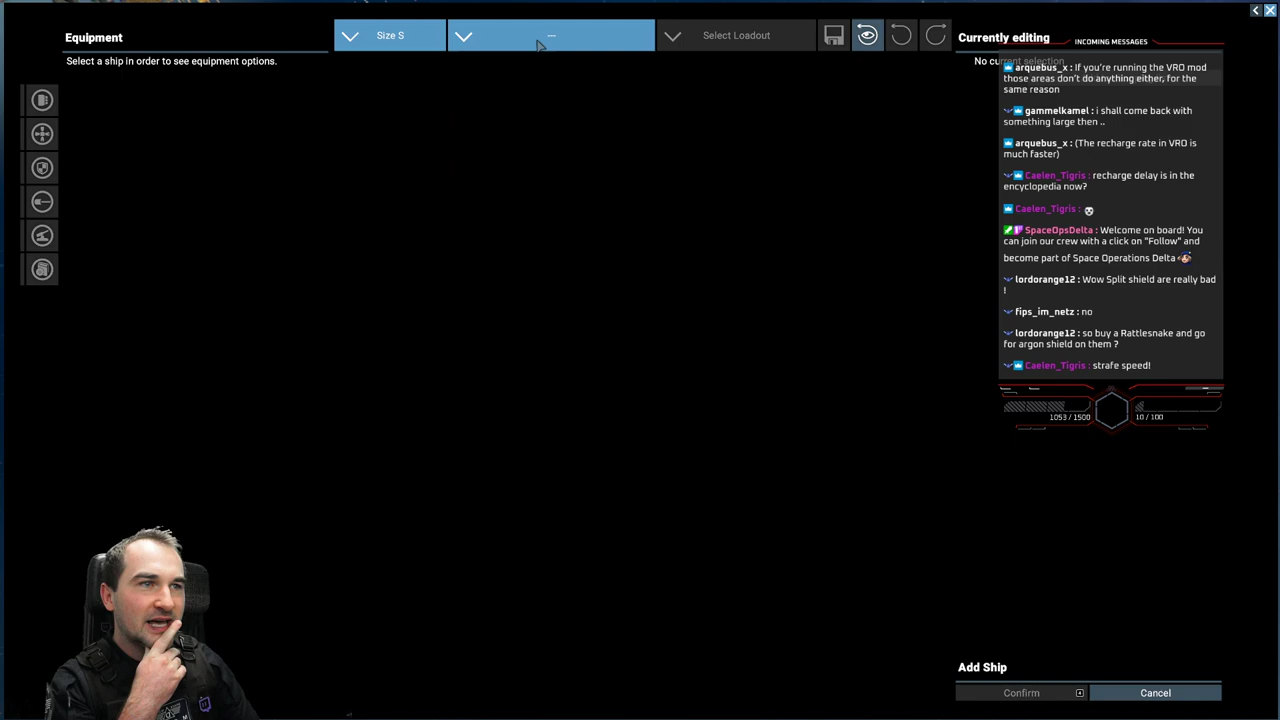 Equipment
Size S
---
Select Loadout
Currently editing
INCOMING MESSAGES
Select a ship in order to see equipment options.
No current selection
arquebus_x : If you're running the VRO mod
those areas don't do anything either, for the
same reason
gammelkamel : i shall come back with
something large then ..
arquebus_x : (The recharge rate in VRO is
much faster)
Caelen_Tigris : recharge delay is in the
encyclopedia now?
Caelen_Tigris :
SpaceOpsDelta : Welcome on board! You
can join our crew with a click on "Follow" and
become part of Space Operations Delta
lordorange12 : Wow Split shield are really bad
!
fips_im_netz : no
lordorange12 : so buy a Rattlesnake and go
for argon shield on them ?
Caelen_Tigris : strafe speed!
1053 / 1500
10 / 100
Add Ship
Confirm
Cancel